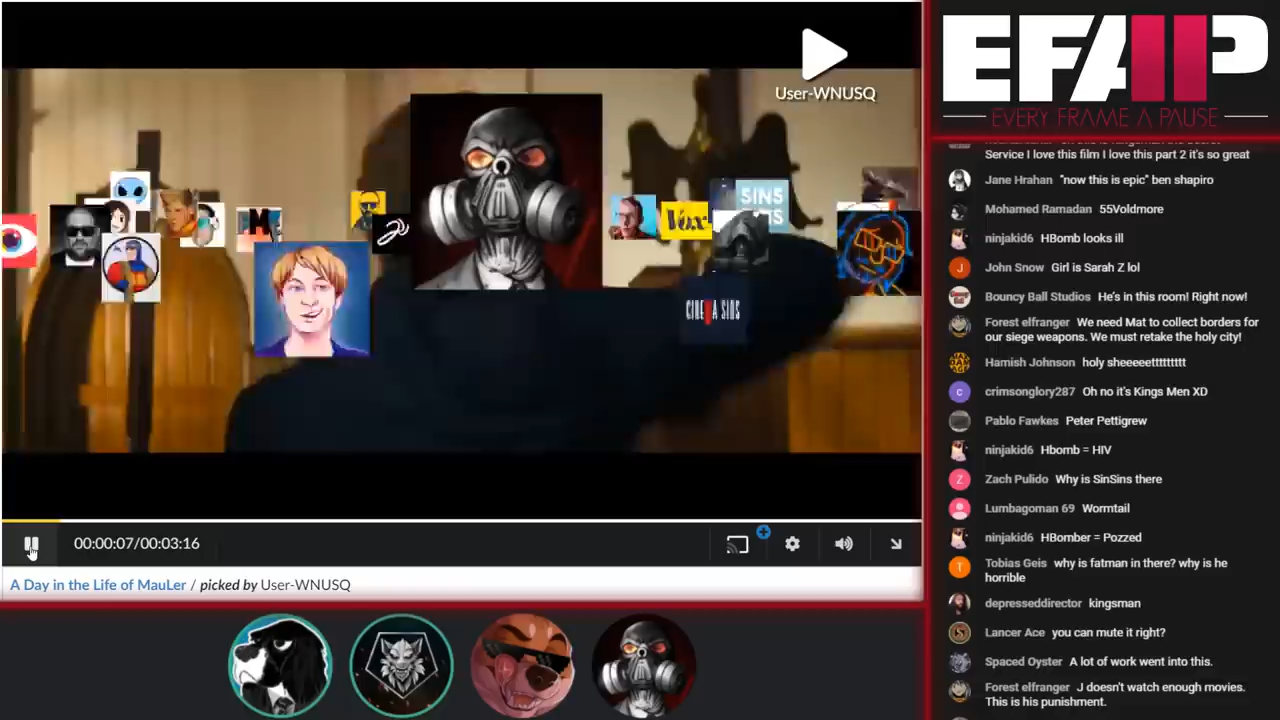 User-WNUSQ
SINS
Vox
CINEMA SINS
00:00:07/00:03:16
A Day in the Life of MauLer / picked by User-WNUSQ
EFAP
EVERY FRAME A PAUSE
Service I love this film I love this part 2 it's so great
Jane Hrahan "now this is epic" ben shapiro
Mohamed Ramadan 55Voldmore
ninjakid6 HBomb looks ill
John Snow Girl is Sarah Z lol
Bouncy Ball Studios He's in this room! Right now!
Forest elfranger We need Mat to collect borders for
our siege weapons. We must retake the holy city!
Hamish Johnson holy sheeeettttttttt
crimsonglory287 Oh no it's Kings Men XD
Pablo Fawkes Peter Pettigrew
ninjakid6 Hbomb = HIV
Zach Pulido Why is SinSins there
Lumbagoman 69 Wormtail
ninjakid6 HBomber = Pozzed
Tobias Geis why is fatman in there? why is he
horrible
depresseddirector kingsman
Lancer Ace you can mute it right?
Spaced Oyster A lot of work went into this.
Forest elfranger J doesn't watch enough movies.
This is his punishment.